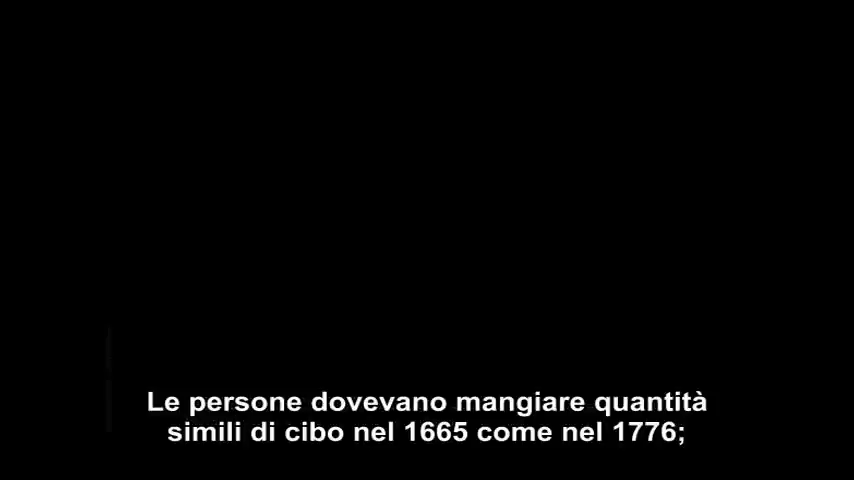 Le persone dovevano mangiare quantità
simili di cibo nel 1665 come nel 1776;